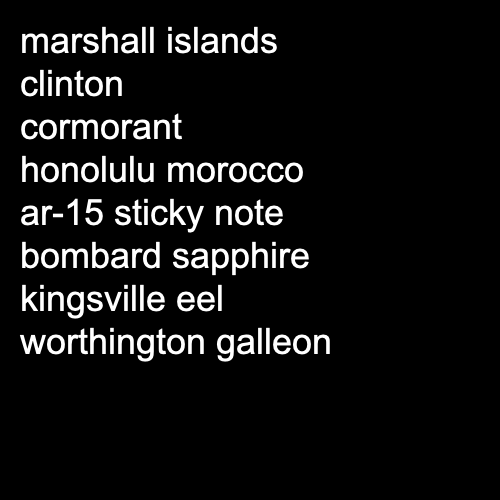 marshall islands
clinton
cormorant
honolulu morocco
ar-15 sticky note
bombard sapphire
kingsville eel
worthington galleon